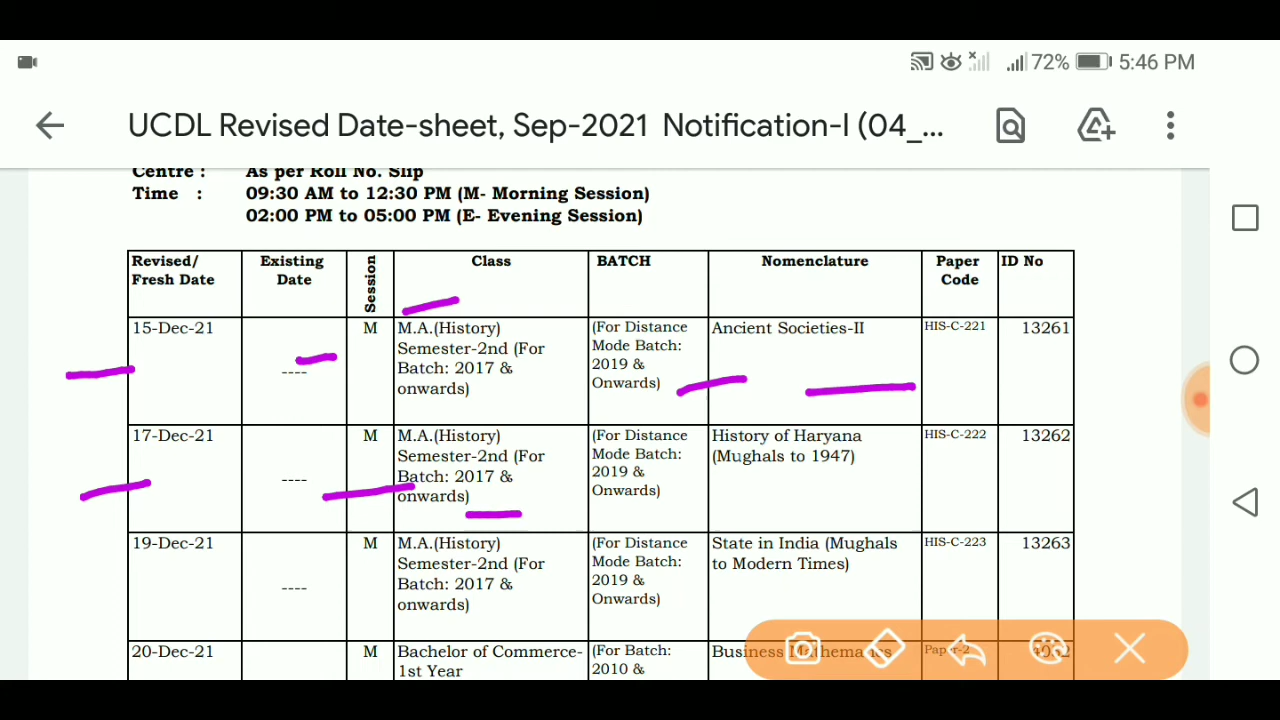 72% 5:46 PM
UCDL Revised Date-sheet, Sep-2021 Notification-I (04_...
Centre : As per Roll No. Slip
Time : 09:30 AM to 12:30 PM (M- Morning Session)
02:00 PM to 05:00 PM (E- Evening Session)
Revised/
Fresh Date
Existing
Date
Session
Class
BATCH
Nomenclature
Paper
Code
ID No
15-Dec-21
----
M
M.A.(History)
Semester-2nd (For
Batch: 2017 &
onwards)
(For Distance
Mode Batch:
2019 &
Onwards)
Ancient Societies-II
HIS-C-221
13261
17-Dec-21
----
M
M.A.(History)
Semester-2nd (For
Batch: 2017 &
onwards)
(For Distance
Mode Batch:
2019 &
Onwards)
History of Haryana
(Mughals to 1947)
HIS-C-222
13262
19-Dec-21
----
M
M.A.(History)
Semester-2nd (For
Batch: 2017 &
onwards)
(For Distance
Mode Batch:
2019 &
Onwards)
State in India (Mughals
to Modern Times)
HIS-C-223
13263
20-Dec-21
M
Bachelor of Commerce-
1st Year
(For Batch:
2010 &
Business Mathematics
Paper-2